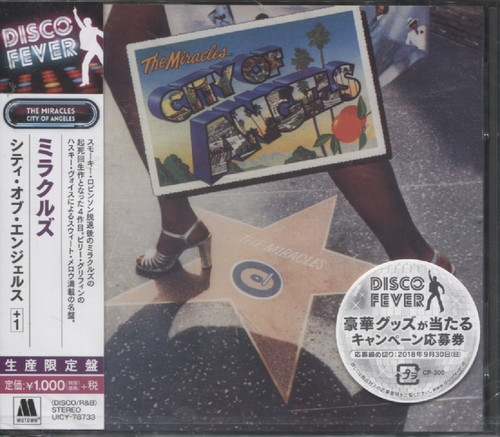 DISCO
FEVER
THE MIRACLES
CITY OF ANGELS
ミラクルズ
シティ・オブ・エンジェルス +1
スモーキー・ロビンソン脱退後のミラクルズの
起死回生作となった4作目。ビリー・グリフィンの
ハスキー・ヴォイスによるスウィート・メロウ満載の名盤。
生産限定盤
定価:¥1,000 +税
MOTOWN
(DISCO/R&B)
STEREO
UICY-78733
The Miracles
CITY OF
ANGELS
MIRACLES
DISCO
FEVER
豪華グッズが当たる
キャンペーン応募券
応募締め切り:2018年9月30日(日)
プラ
CP-300